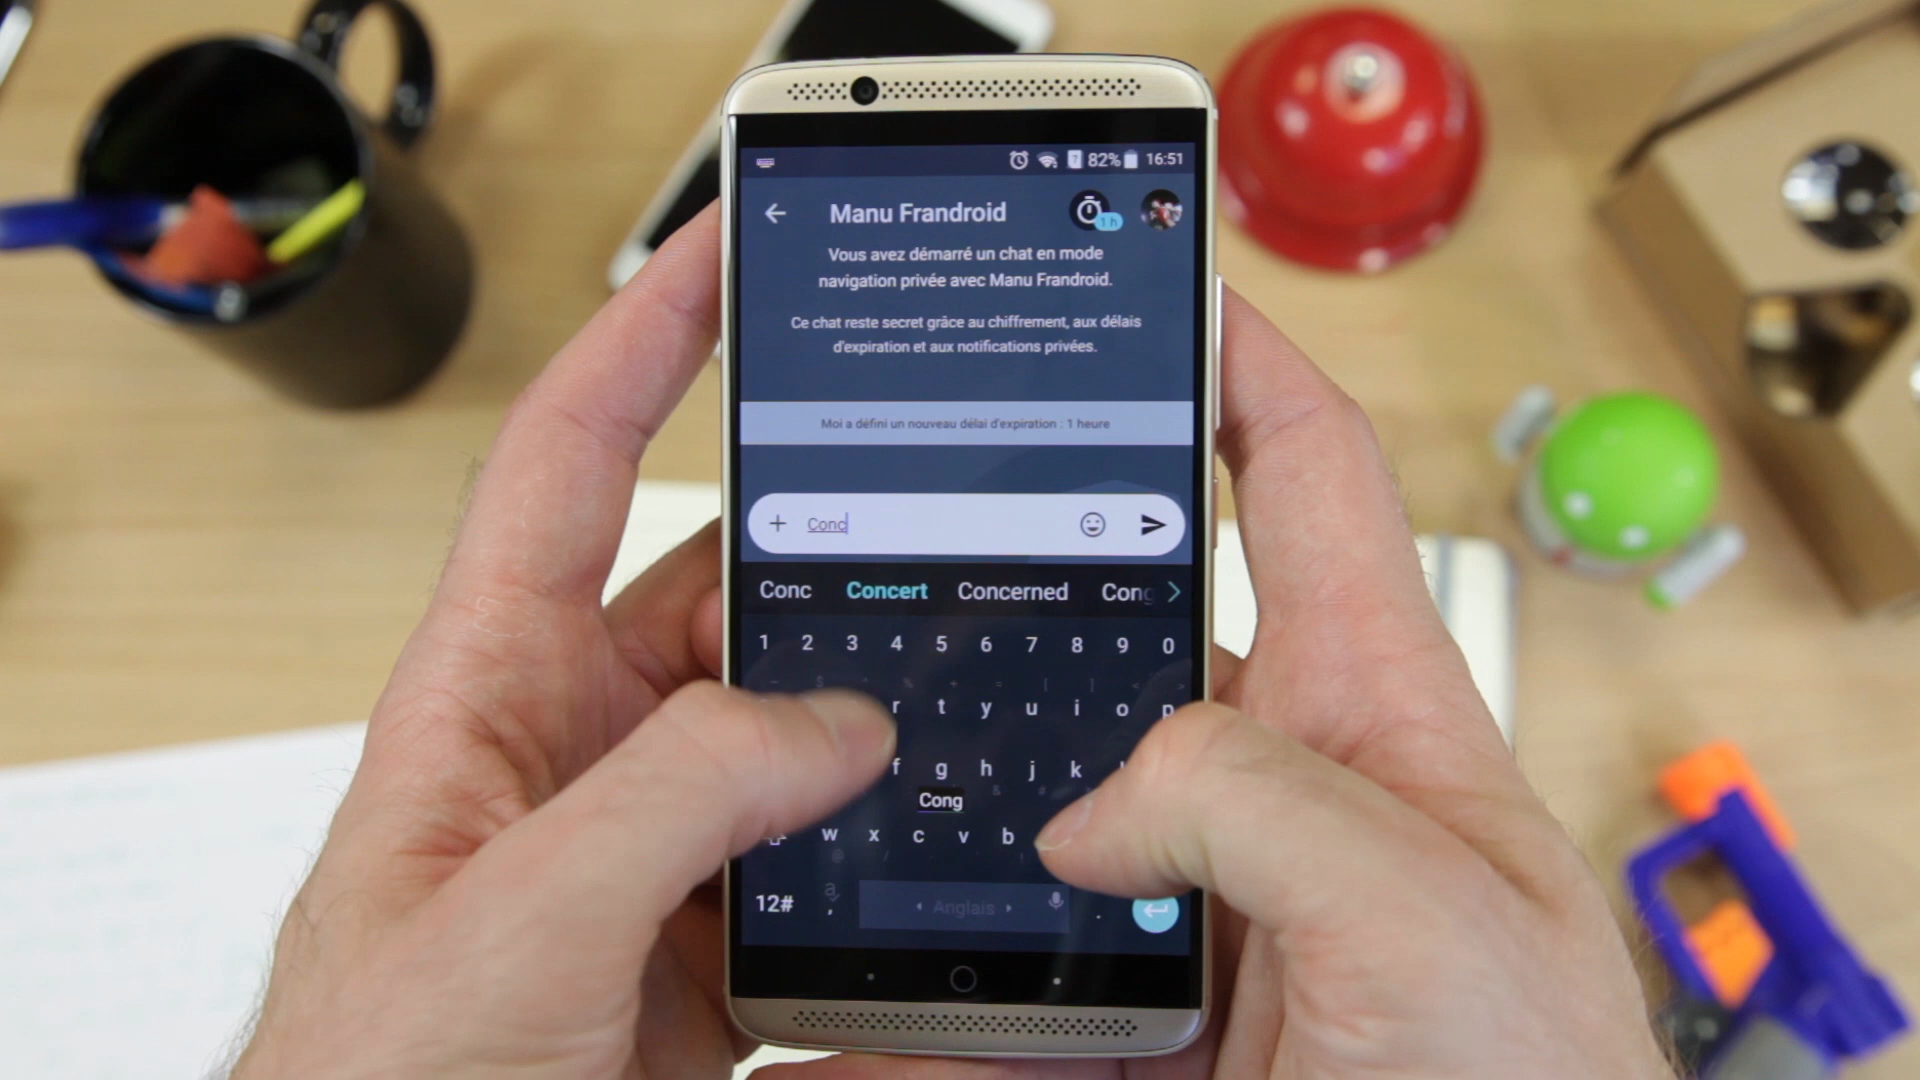 82% 16:51
Manu Frandroid
1 h
Vous avez démarré un chat en mode
navigation privée avec Manu Frandroid.
Ce chat reste secret grâce au chiffrement, aux délais
d'expiration et aux notifications privées.
Moi a défini un nouveau délai d'expiration : 1 heure
Conc
Conc Concert Concerned Cong
1 2 3 4 5 6 7 8 9 0
r t y u i o p
f g h j k
Cong
w x c v b
12# , Anglais .